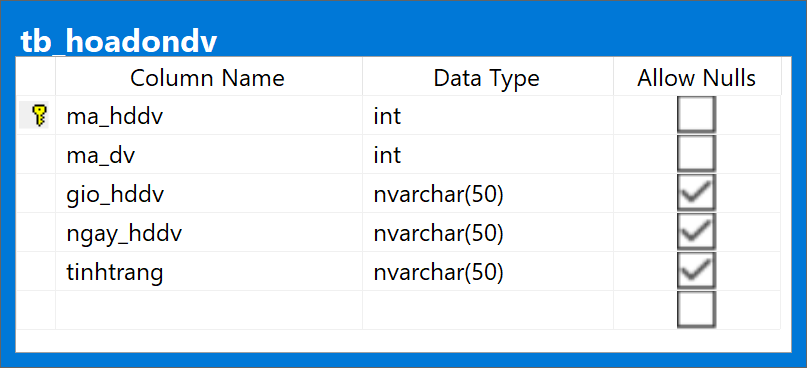 tb_hoadondv
Column Name Data Type Allow Nulls
ma_hddv int
ma_dv int
gio_hddv nvarchar(50)
ngay_hddv nvarchar(50)
tinhtrang nvarchar(50)